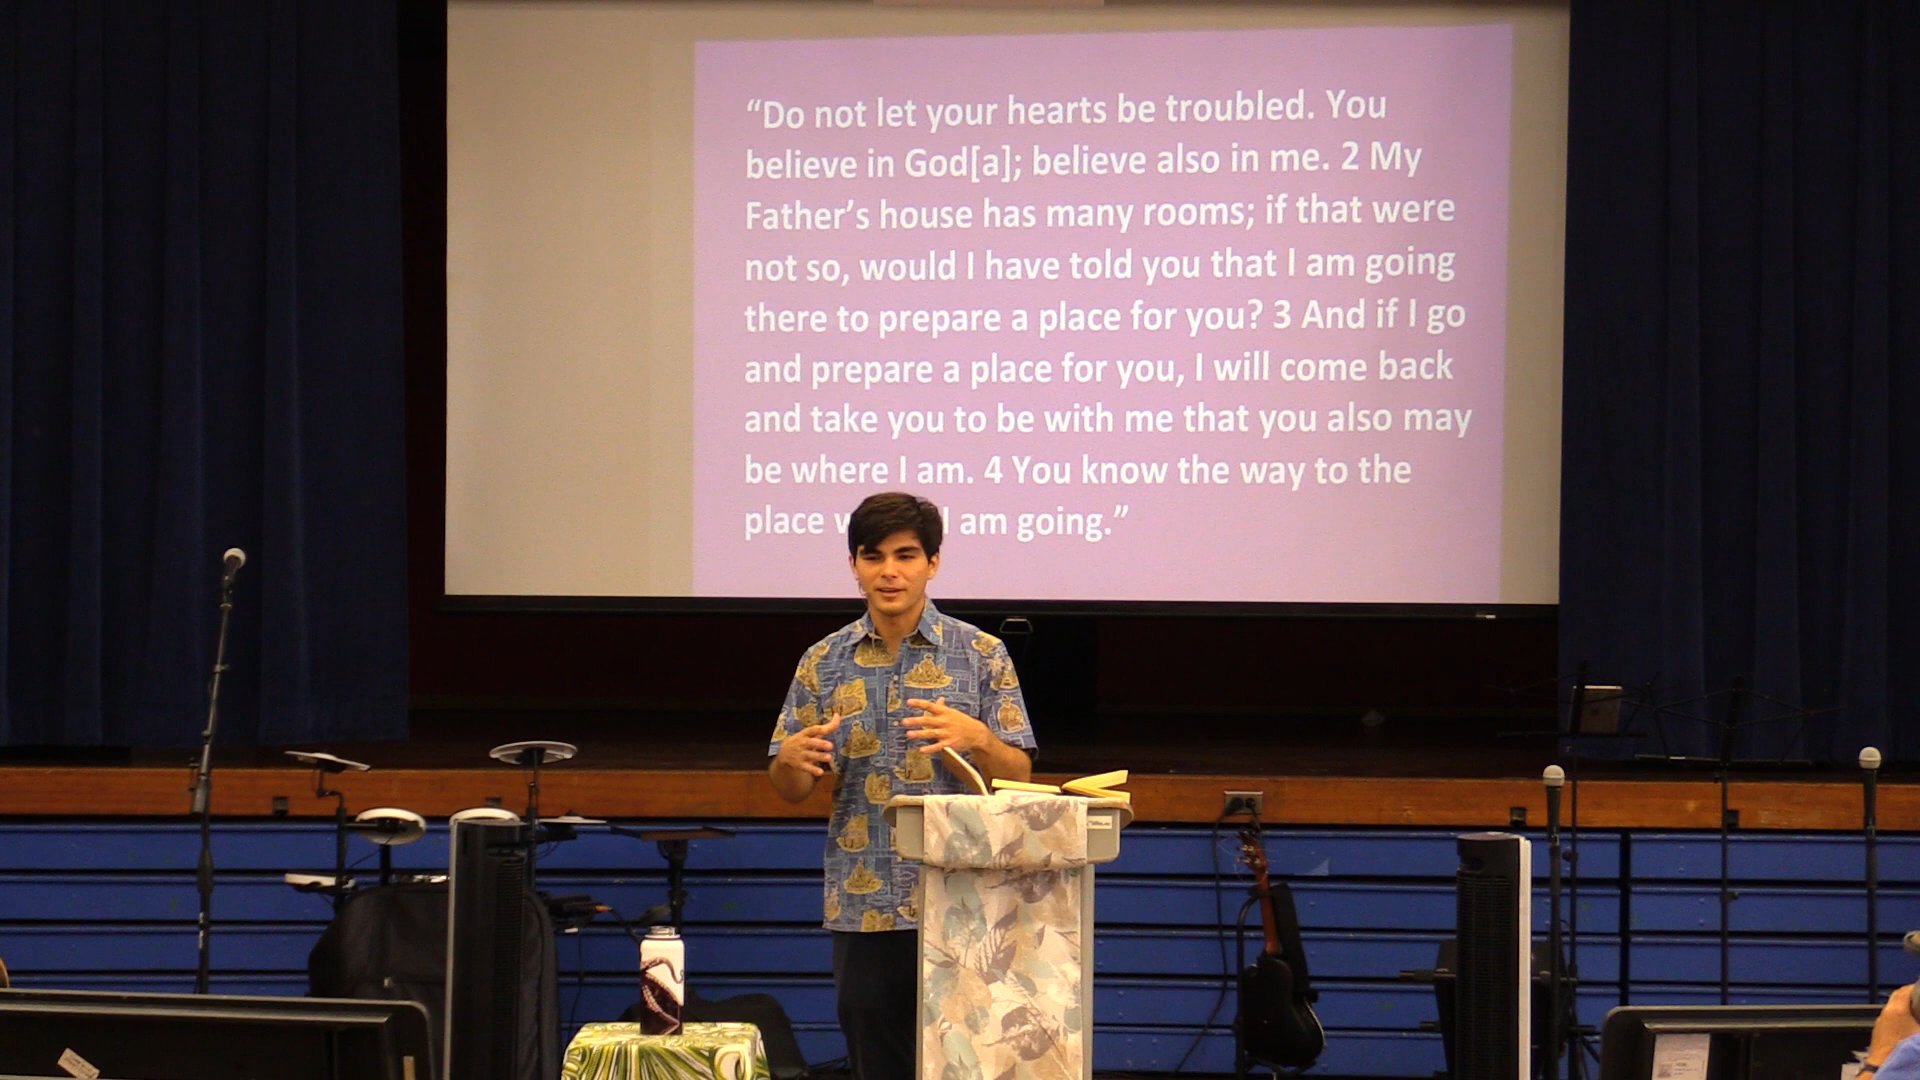 “Do not let your hearts be troubled. You
believe in God[a]; believe also in me. 2 My
Father’s house has many rooms; if that were
not so, would I have told you that I am going
there to prepare a place for you? 3 And if I go
and prepare a place for you, I will come back
and take you to be with me that you also may
be where I am. 4 You know the way to the
place I am going.”